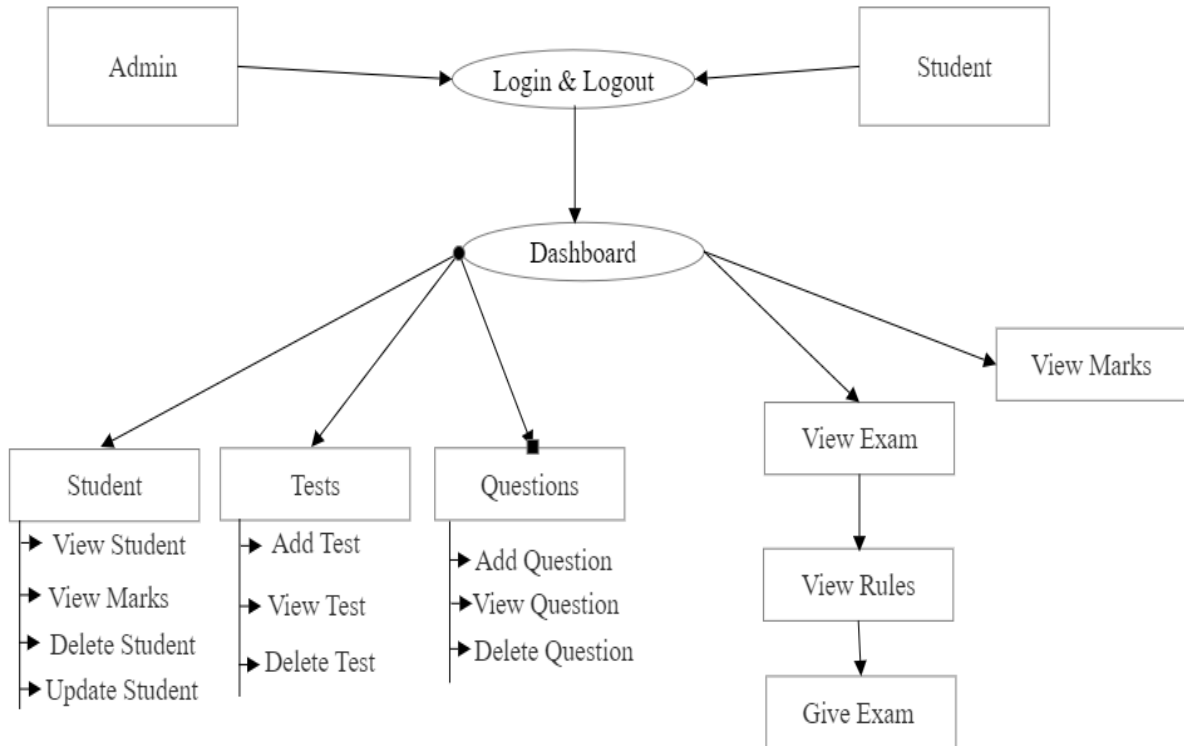 Admin
Login & Logout
Student
Dashboard
View Marks
View Exam
Student
Tests
Questions
View Student
View Marks
Delete Student
Update Student
Add Test
View Test
Delete Test
Add Question
View Question
Delete Question
View Rules
Give Exam